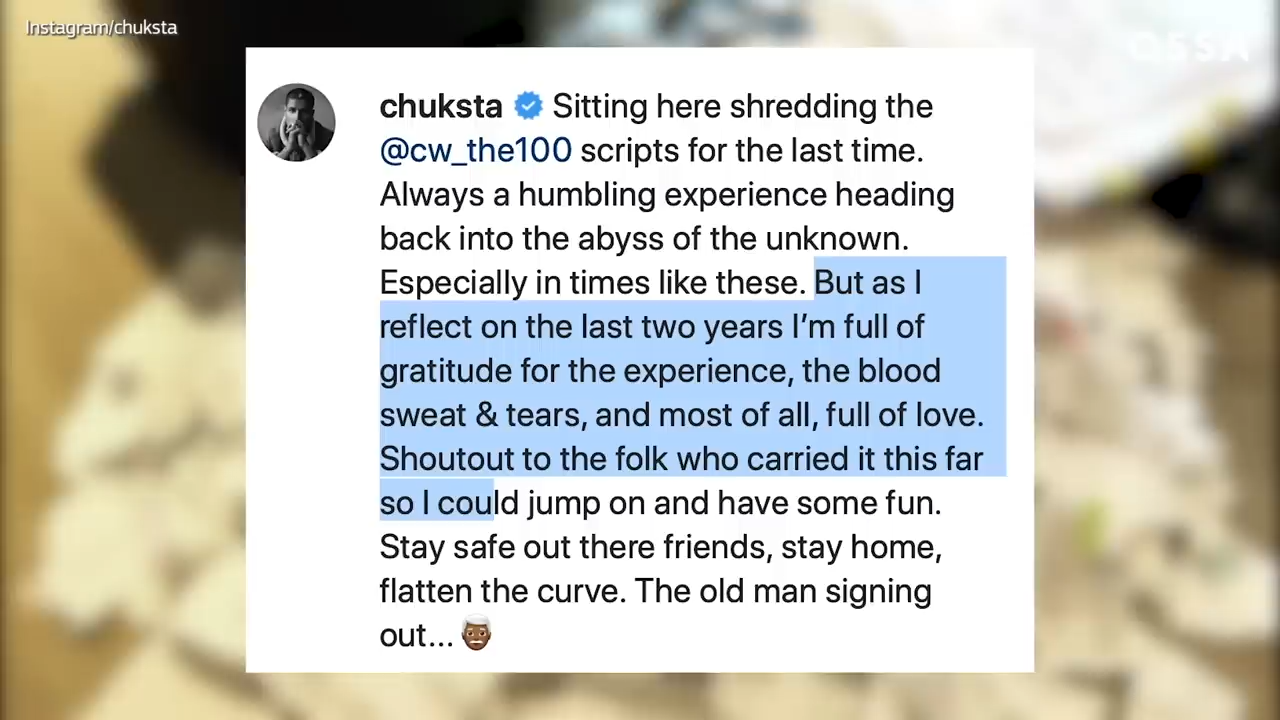 Instagram/chuksta
OSSA
chuksta Sitting here shredding the
@cw_the100 scripts for the last time.
Always a humbling experience heading
back into the abyss of the unknown.
Especially in times like these. But as I
reflect on the last two years I’m full of
gratitude for the experience, the blood
sweat & tears, and most of all, full of love.
Shoutout to the folk who carried it this far
so I could jump on and have some fun.
Stay safe out there friends, stay home,
flatten the curve. The old man signing
out...